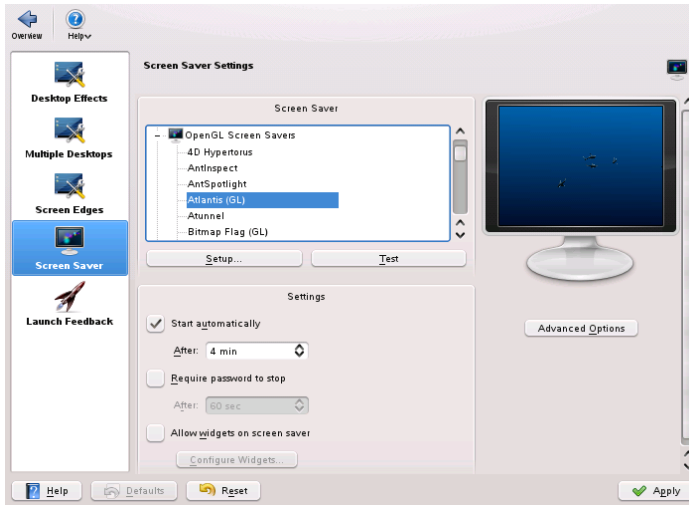 Overview
Help
Screen Saver Settings
Desktop Effects
Multiple Desktops
Screen Edges
Screen Saver
Launch Feedback
Screen Saver
OpenGL Screen Savers
4D Hypertorus
AntInspect
AntSpotlight
Atlantis (GL)
Atunnel
Bitmap Flag (GL)
Setup...
Test
Settings
Start automatically
After: 4 min
Require password to stop
After: 60 sec
Allow widgets on screen saver
Configure Widgets...
Advanced Options
Help
Defaults
Reset
Apply